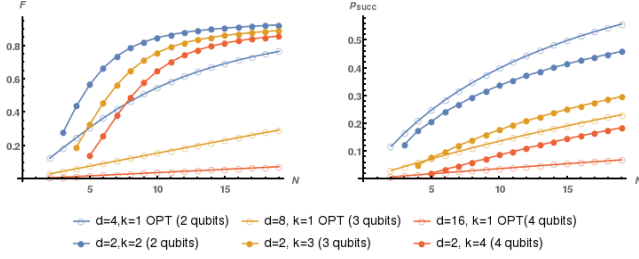 F
0.8
0.6
0.4
0.2
5 10 15 N
p_succ
0.5
0.4
0.3
0.2
0.1
5 10 15 N
d=4,k=1 OPT (2 qubits) d=8, k=1 OPT (3 qubits) d=16, k=1 OPT(4 qubits)
d=2,k=2 (2 qubits) d=2, k=3 (3 qubits) d=2, k=4 (4 qubits)